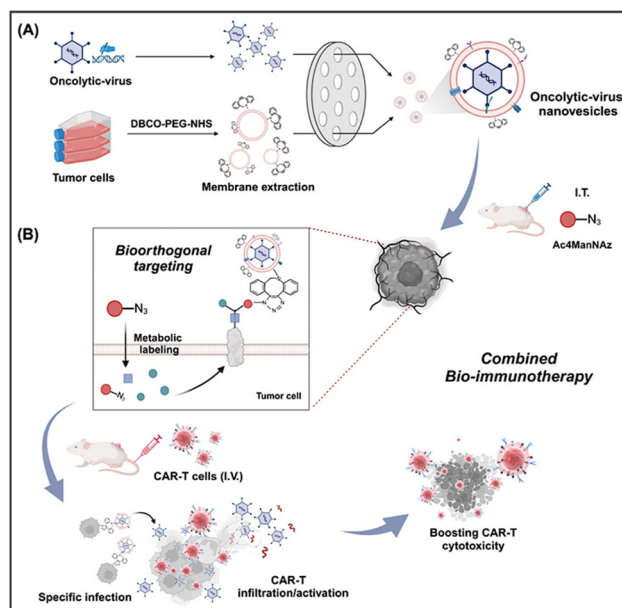 (A)
Oncolytic-virus
DBCO-PEG-NHS
Tumor cells
Membrane extraction
Oncolytic-virus
nanovesicles
I.T.
N₃
Ac4ManNAz
(B)
Bioorthogonal
targeting
N₃
Metabolic
labeling
N₃
N
N
N
Tumor cell
Combined
Bio-immunotherapy
CAR-T cells (I.V.)
Boosting CAR-T
cytotoxicity
Specific infection
CAR-T
infiltration/activation